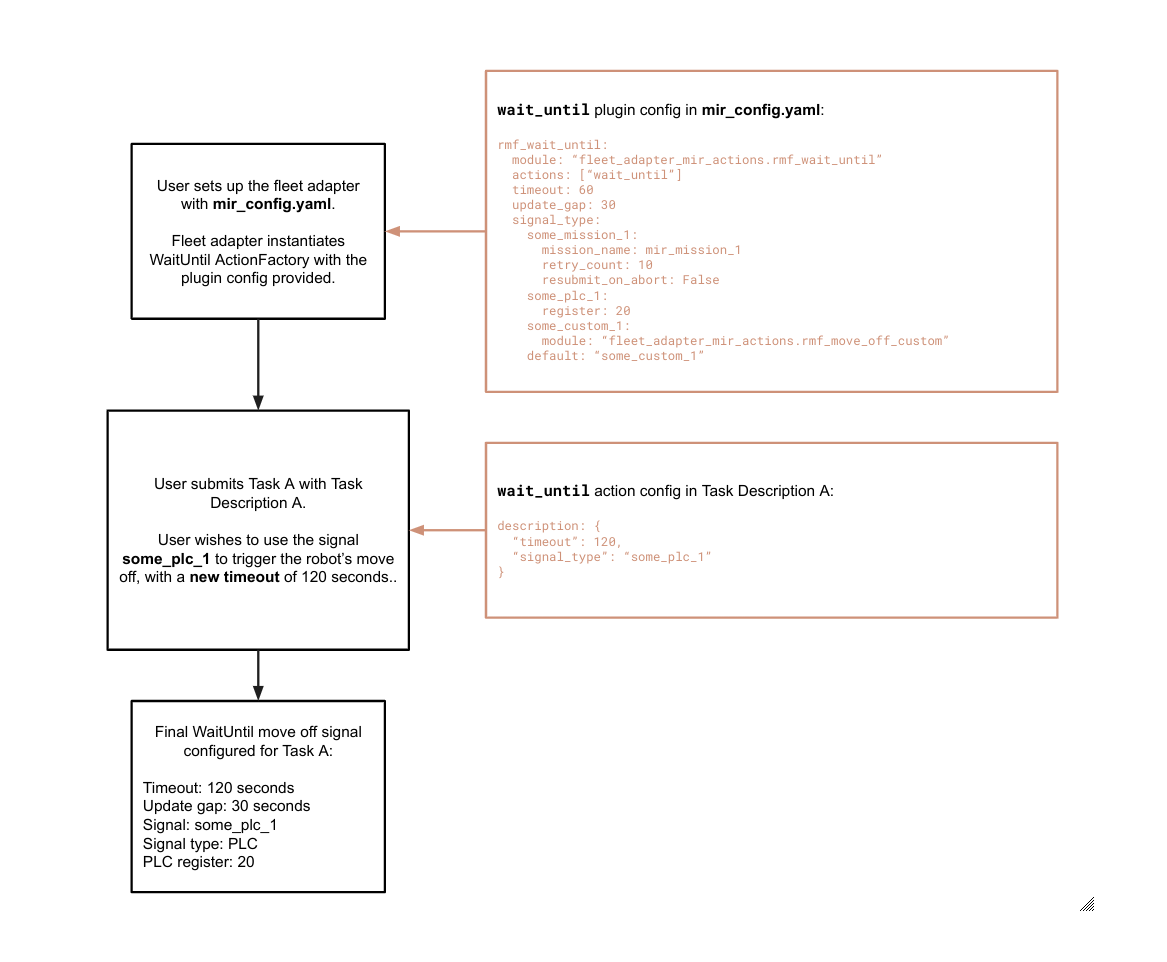 User sets up the fleet adapter
with mir_config.yaml.
Fleet adapter instantiates
WaitUntil ActionFactory with the
plugin config provided.
wait_until plugin config in mir_config.yaml:
rmf_wait_until:
module: “fleet_adapter_mir_actions.rmf_wait_until”
actions: [“wait_until”]
timeout: 60
update_gap: 30
signal_type:
some_mission_1:
mission_name: mir_mission_1
retry_count: 10
resubmit_on_abort: False
some_plc_1:
register: 20
some_custom_1:
module: “fleet_adapter_mir_actions.rmf_move_off_custom”
default: “some_custom_1”
User submits Task A with Task
Description A.
User wishes to use the signal
some_plc_1 to trigger the robot’s move
off, with a new timeout of 120 seconds..
wait_until action config in Task Description A:
description: {
“timeout”: 120,
“signal_type”: “some_plc_1”
}
Final WaitUntil move off signal
configured for Task A:
Timeout: 120 seconds
Update gap: 30 seconds
Signal: some_plc_1
Signal type: PLC
PLC register: 20